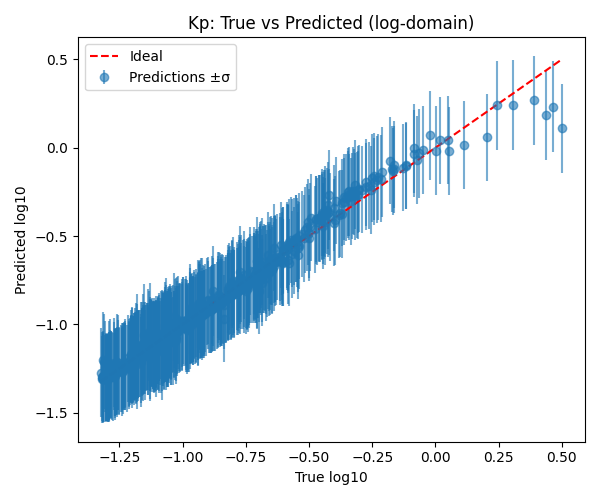 Kp: True vs Predicted (log-domain)
Ideal
Predictions ±σ
Predicted log10
0.5
0.0
−0.5
−1.0
−1.5
−1.25
−1.00
−0.75
−0.50
−0.25
0.00
0.25
0.50
True log10